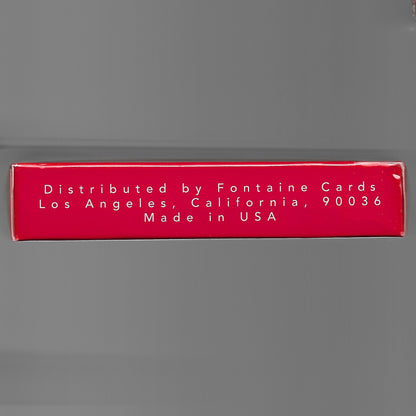 Distributed by Fontaine Cards
Los Angeles, California, 90036
Made in USA